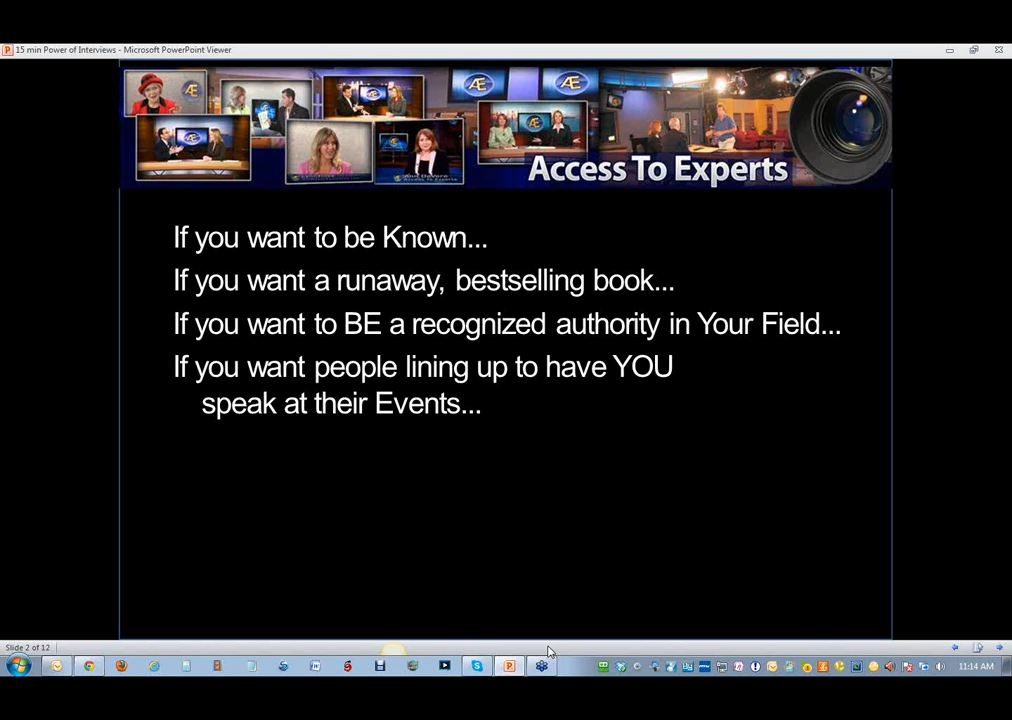 15 min Power of Interviews - Microsoft PowerPoint Viewer
Access To Experts
If you want to be Known...
If you want a runaway, bestselling book...
If you want to BE a recognized authority in Your Field...
If you want people lining up to have YOU
speak at their Events...
Slide 2 of 12
11:14 AM